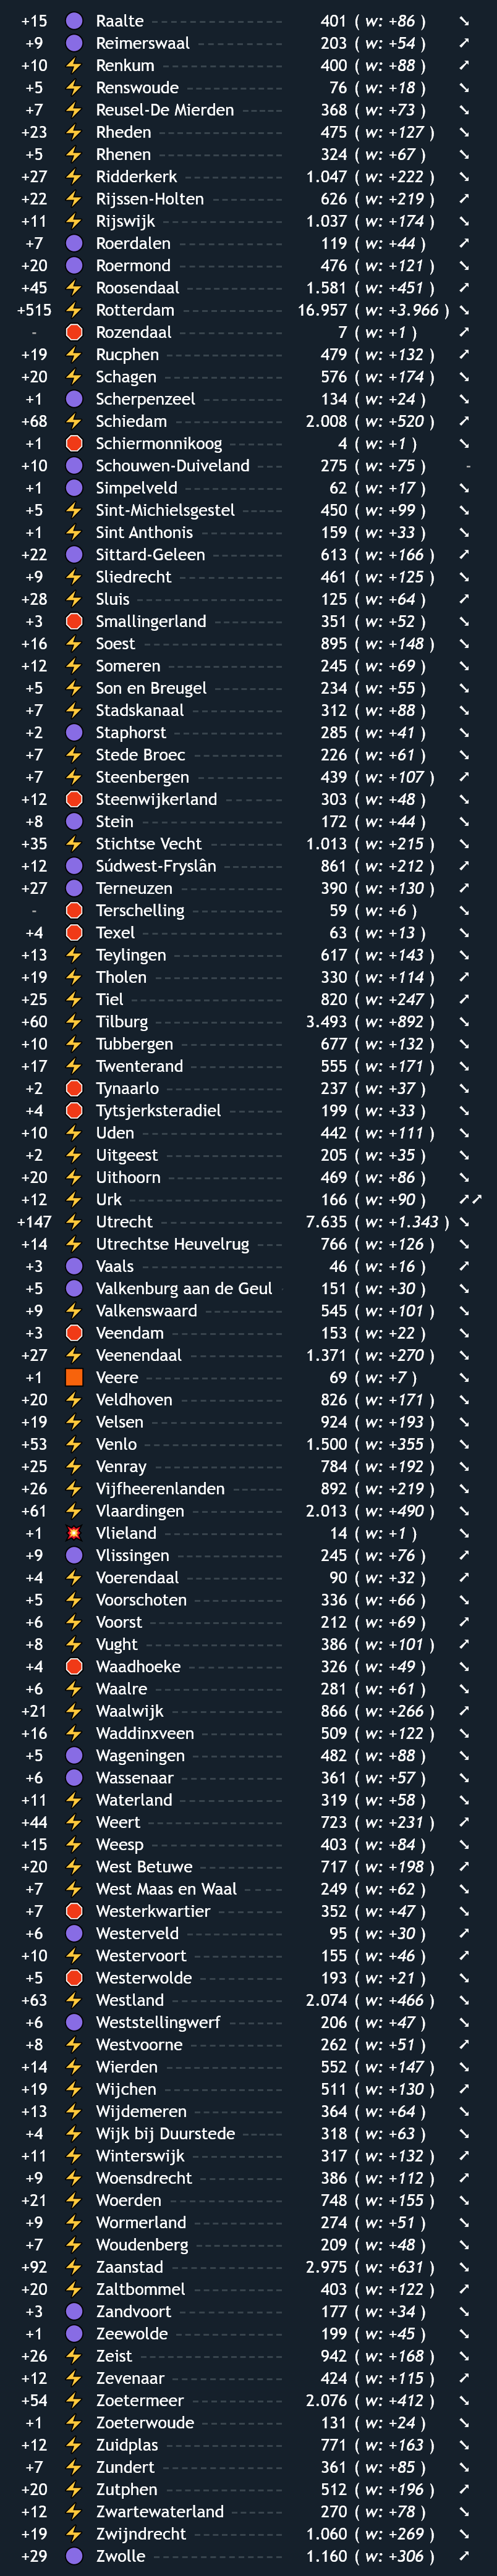 +15 Raalte 401 ( w: +86 ) ↘
+9 Reimerswaal 203 ( w: +54 ) ↗
+10 Renkum 400 ( w: +88 ) ↗
+5 Renswoude 76 ( w: +18 ) ↘
+7 Reusel-De Mierden 368 ( w: +73 ) ↘
+23 Rheden 475 ( w: +127 ) ↘
+5 Rhenen 324 ( w: +67 ) ↘
+27 Ridderkerk 1.047 ( w: +222 ) ↗
+22 Rijssen-Holten 626 ( w: +219 ) ↗
+11 Rijswijk 1.037 ( w: +174 ) ↘
+7 Roerdalen 119 ( w: +44 ) ↗
+20 Roermond 476 ( w: +121 ) ↘
+45 Roosendaal 1.581 ( w: +451 ) ↗
+515 Rotterdam 16.957 ( w: +3.966 ) ↘
- Rozendaal 7 ( w: +1 ) ↗
+19 Rucphen 479 ( w: +132 ) ↗
+20 Schagen 576 ( w: +174 ) ↘
+1 Scherpenzeel 134 ( w: +24 ) ↘
+68 Schiedam 2.008 ( w: +520 ) ↗
+1 Schiermonnikoog 4 ( w: +1 ) ↘
+10 Schouwen-Duiveland 275 ( w: +75 ) -
+1 Simpelveld 62 ( w: +17 ) ↘
+5 Sint-Michielsgestel 450 ( w: +99 ) ↘
+1 Sint Anthonis 159 ( w: +33 ) ↘
+22 Sittard-Geleen 613 ( w: +166 ) ↗
+9 Sliedrecht 461 ( w: +125 ) ↘
+28 Sluis 125 ( w: +64 ) ↗
+3 Smallingerland 351 ( w: +52 ) ↘
+16 Soest 895 ( w: +148 ) ↘
+12 Someren 245 ( w: +69 ) ↘
+5 Son en Breugel 234 ( w: +55 ) ↘
+7 Stadskanaal 312 ( w: +88 ) ↘
+2 Staphorst 285 ( w: +41 ) ↘
+7 Stede Broec 226 ( w: +61 ) ↘
+7 Steenbergen 439 ( w: +107 ) ↗
+12 Steenwijkerland 303 ( w: +48 ) ↘
+8 Stein 172 ( w: +44 ) ↘
+35 Stichtse Vecht 1.013 ( w: +215 ) ↘
+12 Súdwest-Fryslân 861 ( w: +212 ) ↗
+27 Terneuzen 390 ( w: +130 ) ↗
- Terschelling 59 ( w: +6 ) ↘
+4 Texel 63 ( w: +13 ) ↘
+13 Teylingen 617 ( w: +143 ) ↘
+19 Tholen 330 ( w: +114 ) ↗
+25 Tiel 820 ( w: +247 ) ↗
+60 Tilburg 3.493 ( w: +892 ) ↘
+10 Tubbergen 677 ( w: +132 ) ↘
+17 Twenterand 555 ( w: +171 ) ↘
+2 Tynaarlo 237 ( w: +37 ) ↘
+4 Tytsjerksteradiel 199 ( w: +33 ) ↘
+10 Uden 442 ( w: +111 ) ↘
+2 Uitgeest 205 ( w: +35 ) ↘
+20 Uithoorn 469 ( w: +86 ) ↘
+12 Urk 166 ( w: +90 ) ↗↗
+147 Utrecht 7.635 ( w: +1.343 ) ↘
+14 Utrechtse Heuvelrug 766 ( w: +126 ) ↘
+3 Vaals 46 ( w: +16 ) ↗
+5 Valkenburg aan de Geul 151 ( w: +30 ) ↘
+9 Valkenswaard 545 ( w: +101 ) ↘
+3 Veendam 153 ( w: +22 ) ↘
+27 Veenendaal 1.371 ( w: +270 ) ↘
+1 Veere 69 ( w: +7 ) ↘
+20 Veldhoven 826 ( w: +171 ) ↘
+19 Velsen 924 ( w: +193 ) ↘
+53 Venlo 1.500 ( w: +355 ) ↘
+25 Venray 784 ( w: +192 ) ↘
+26 Vijfheerenlanden 892 ( w: +219 ) ↘
+61 Vlaardingen 2.013 ( w: +490 ) ↘
+1 Vlieland 14 ( w: +1 ) ↘
+9 Vlissingen 245 ( w: +76 ) ↗
+4 Voerendaal 90 ( w: +32 ) ↗
+5 Voorschoten 336 ( w: +66 ) ↘
+6 Voorst 212 ( w: +69 ) ↗
+8 Vught 386 ( w: +101 ) ↗
+4 Waadhoeke 326 ( w: +49 ) ↘
+6 Waalre 281 ( w: +61 ) ↘
+21 Waalwijk 866 ( w: +266 ) ↗
+16 Waddinxveen 509 ( w: +122 ) ↘
+5 Wageningen 482 ( w: +88 ) ↘
+6 Wassenaar 361 ( w: +57 ) ↘
+11 Waterland 319 ( w: +58 ) ↘
+44 Weert 723 ( w: +231 ) ↗
+15 Weesp 403 ( w: +84 ) ↘
+20 West Betuwe 717 ( w: +198 ) ↗
+7 West Maas en Waal 249 ( w: +62 ) ↘
+7 Westerkwartier 352 ( w: +47 ) ↘
+6 Westerveld 95 ( w: +30 ) ↗
+10 Westervoort 155 ( w: +46 ) ↘
+5 Westerwolde 193 ( w: +21 ) ↘
+63 Westland 2.074 ( w: +466 ) ↘
+6 Weststellingwerf 206 ( w: +47 ) ↘
+8 Westvoorne 262 ( w: +51 ) ↗
+14 Wierden 552 ( w: +147 ) ↘
+19 Wijchen 511 ( w: +130 ) ↗
+13 Wijdemeren 364 ( w: +64 ) ↘
+4 Wijk bij Duurstede 318 ( w: +63 ) ↘
+11 Winterswijk 317 ( w: +132 ) ↗
+9 Woensdrecht 386 ( w: +112 ) ↗
+21 Woerden 748 ( w: +155 ) ↘
+9 Wormerland 274 ( w: +51 ) ↘
+7 Woudenberg 209 ( w: +48 ) ↘
+92 Zaanstad 2.975 ( w: +631 ) ↘
+20 Zaltbommel 403 ( w: +122 ) ↗
+3 Zandvoort 177 ( w: +34 ) ↘
+1 Zeewolde 199 ( w: +45 ) ↘
+26 Zeist 942 ( w: +168 ) ↘
+12 Zevenaar 424 ( w: +115 ) ↗
+54 Zoetermeer 2.076 ( w: +412 ) ↘
+1 Zoeterwoude 131 ( w: +24 ) ↘
+12 Zuidplas 771 ( w: +163 ) ↘
+7 Zundert 361 ( w: +85 ) ↘
+20 Zutphen 512 ( w: +196 ) ↗
+12 Zwartewaterland 270 ( w: +78 ) ↘
+19 Zwijndrecht 1.060 ( w: +269 ) ↘
+29 Zwolle 1.160 ( w: +306 ) ↗